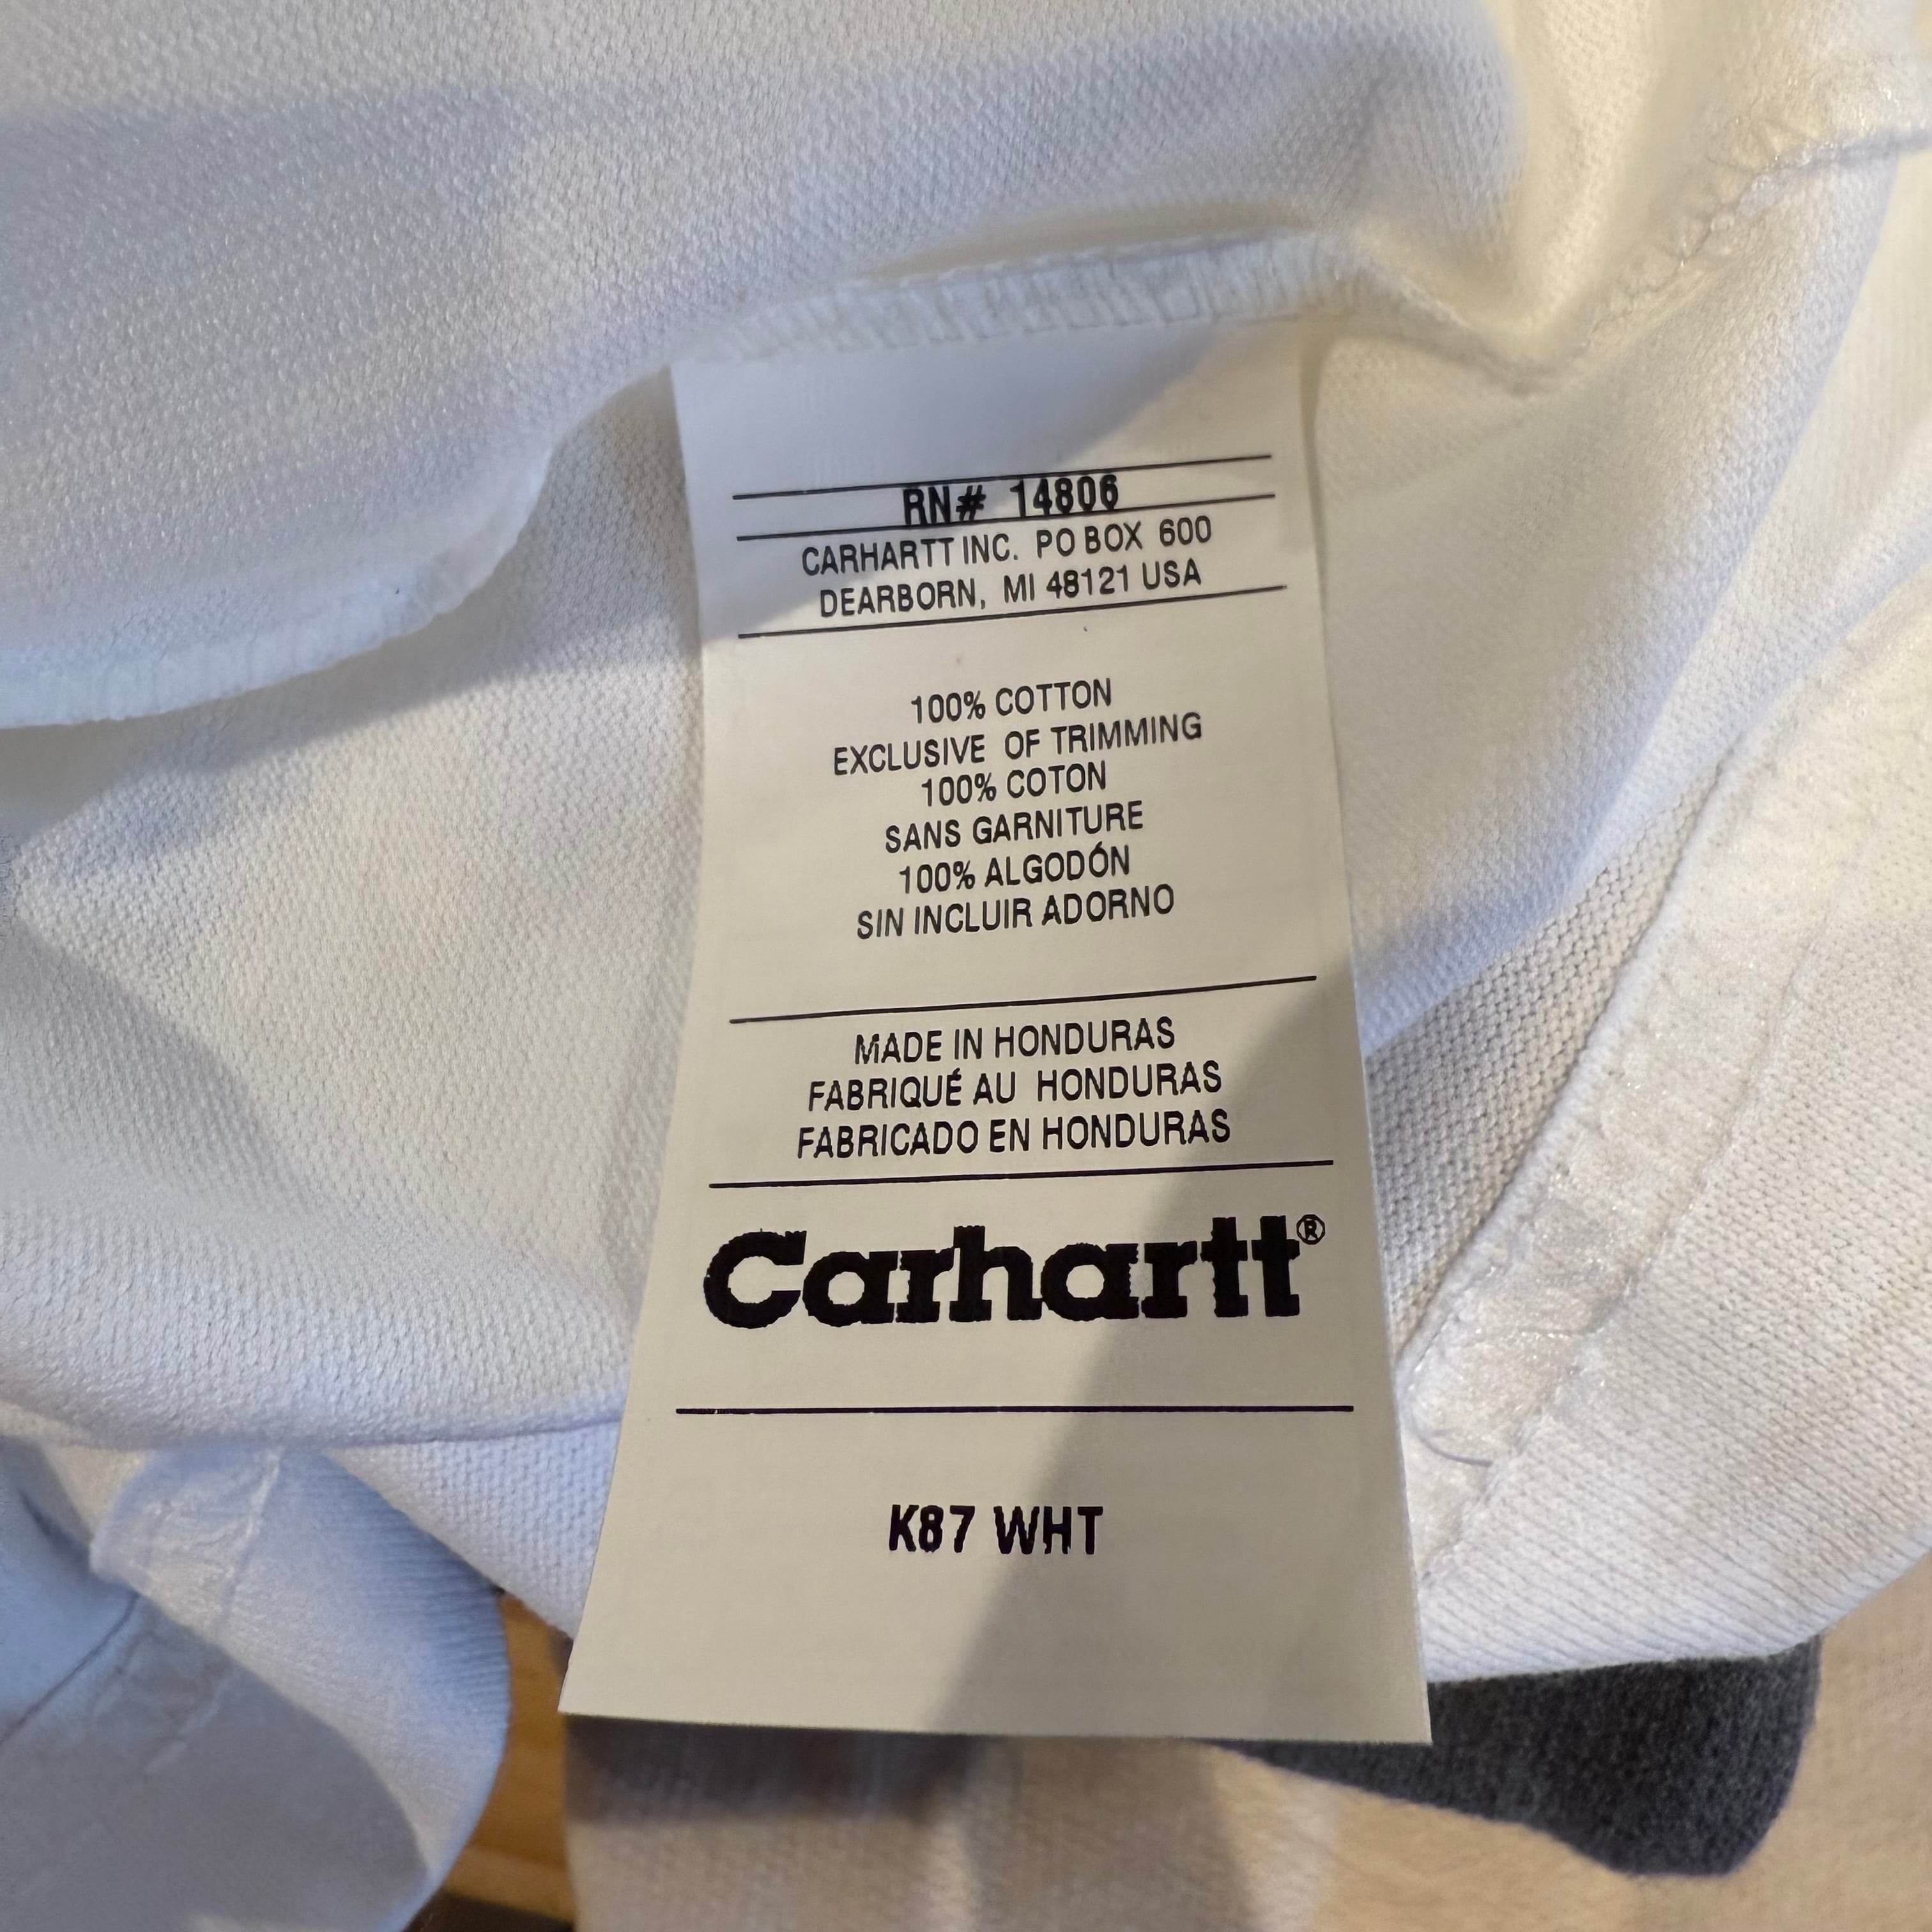 RN# 14806
CARHARTT INC. PO BOX 600
DEARBORN, MI 48121 USA
100% COTTON
EXCLUSIVE OF TRIMMING
100% COTON
SANS GARNITURE
100% ALGODÓN
SIN INCLUIR ADORNO
MADE IN HONDURAS
FABRIQUÉ AU HONDURAS
FABRICADO EN HONDURAS
Carhartt®
K87 WHT